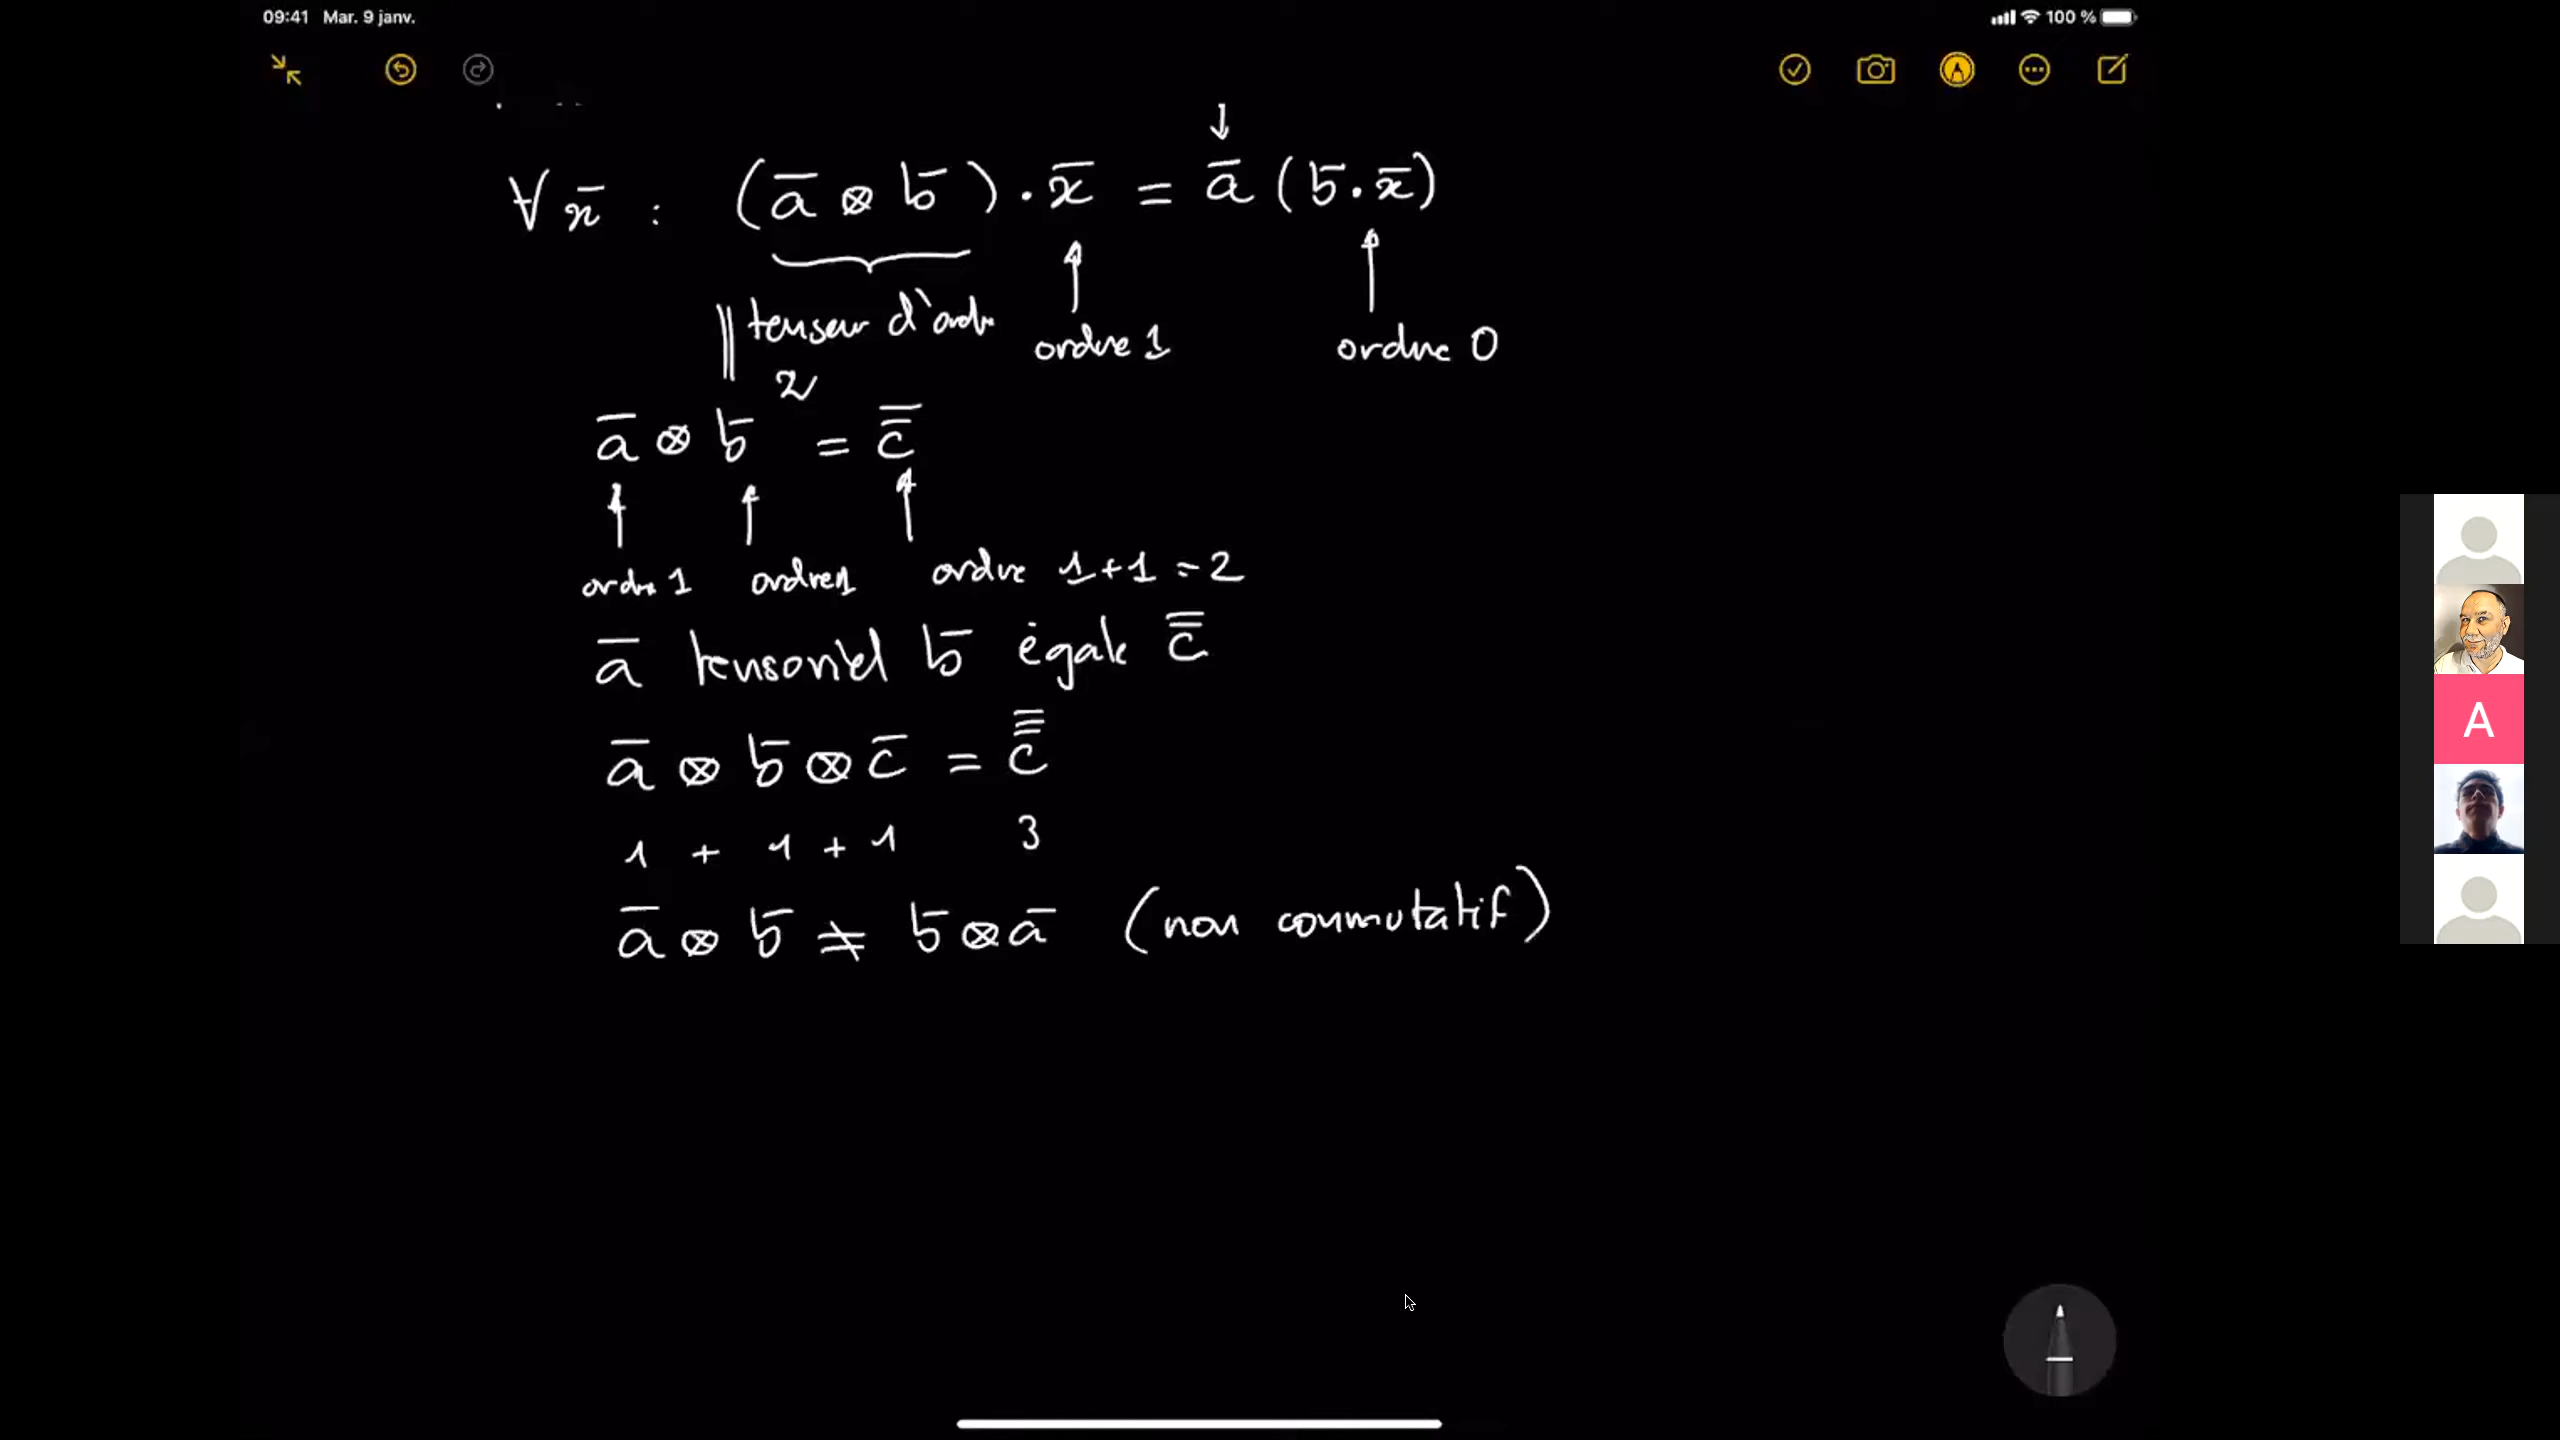 09:41 Mar. 9 janv. 100 %
↓
∀ x̄ : (ā ⊗ b̄) · x̄ = ā (b̄ · x̄)
tenseur d'ordre ordre 1 ordre 0
2
ā ⊗ b̄ = c̿
ordre 1 ordre 1 ordre 1 + 1 = 2
ā tensoriel b̄ égale c̿
ā ⊗ b̄ ⊗ c̄ = c̿̄
1 + 1 + 1 3
ā ⊗ b̄ ≠ b̄ ⊗ ā (non commutatif)
A